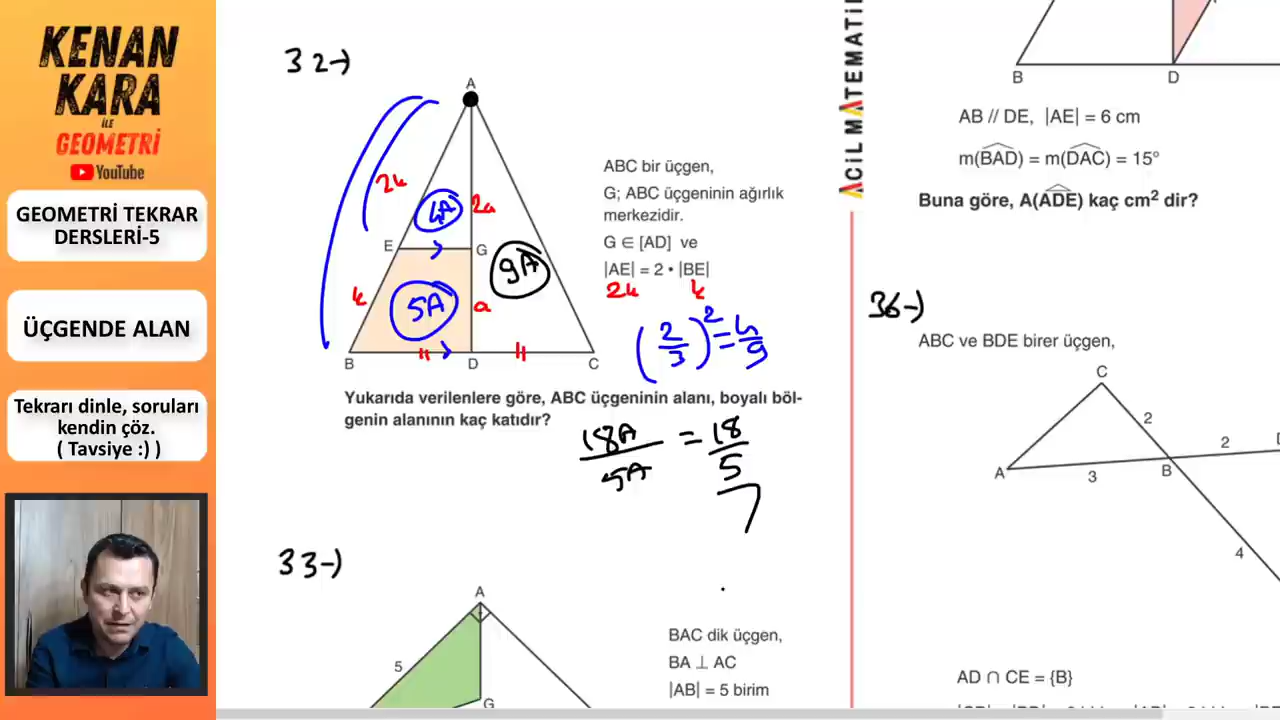 KENAN
KARA
İLE
GEOMETRİ
YouTube
GEOMETRİ TEKRAR
DERSLERİ-5
ÜÇGENDE ALAN
Tekrarı dinle, soruları
kendin çöz.
( Tavsiye :) )
32→)
A
2k
4A
2a
E
G
9A
k
5A
a
B
D
C
ABC bir üçgen,
G; ABC üçgeninin ağırlık
merkezidir.
G ∈ [AD] ve
|AE| = 2 • |BE|
2k k
(2/3)² = 4/9
Yukarıda verilenlere göre, ABC üçgeninin alanı, boyalı böl-
genin alanının kaç katıdır?
18A/5A = 18/5
33→)
A
5
G
BAC dik üçgen,
BA ⊥ AC
|AB| = 5 birim
ACİL MATEMATİ
B
D
AB // DE, |AE| = 6 cm
m(BAD) = m(DAC) = 15°
Buna göre, A(ADE) kaç cm² dir?
36→)
ABC ve BDE birer üçgen,
C
2
2
A
3
B
4
AD ∩ CE = {B}